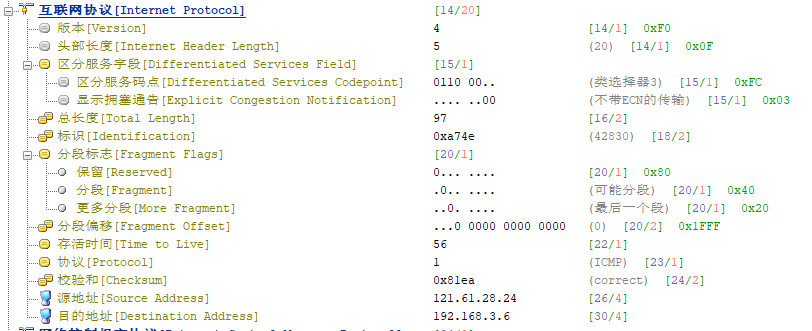 互联网协议[Internet Protocol] [14/20]
版本[Version] 4 [14/1] 0xF0
头部长度[Internet Header Length] 5 (20) [14/1] 0x0F
区分服务字段[Differentiated Services Field] [15/1]
区分服务码点[Differentiated Services Codepoint] 0110 00.. (类选择器3) [15/1] 0xFC
显示拥塞通告[Explicit Congestion Notification] .... ..00 (不带ECN的传输) [15/1] 0x03
总长度[Total Length] 97 [16/2]
标识[Identification] 0xa74e (42830) [18/2]
分段标志[Fragment Flags] [20/1]
保留[Reserved] 0... .... [20/1] 0x80
分段[Fragment] .0.. .... (可能分段) [20/1] 0x40
更多分段[More Fragment] ..0. .... (最后一个段) [20/1] 0x20
分段偏移[Fragment Offset] ...0 0000 0000 0000 (0) [20/2] 0x1FFF
存活时间[Time to Live] 56 [22/1]
协议[Protocol] 1 (ICMP) [23/1]
校验和[Checksum] 0x81ea (correct) [24/2]
源地址[Source Address] 121.61.28.24 [26/4]
目的地址[Destination Address] 192.168.3.6 [30/4]